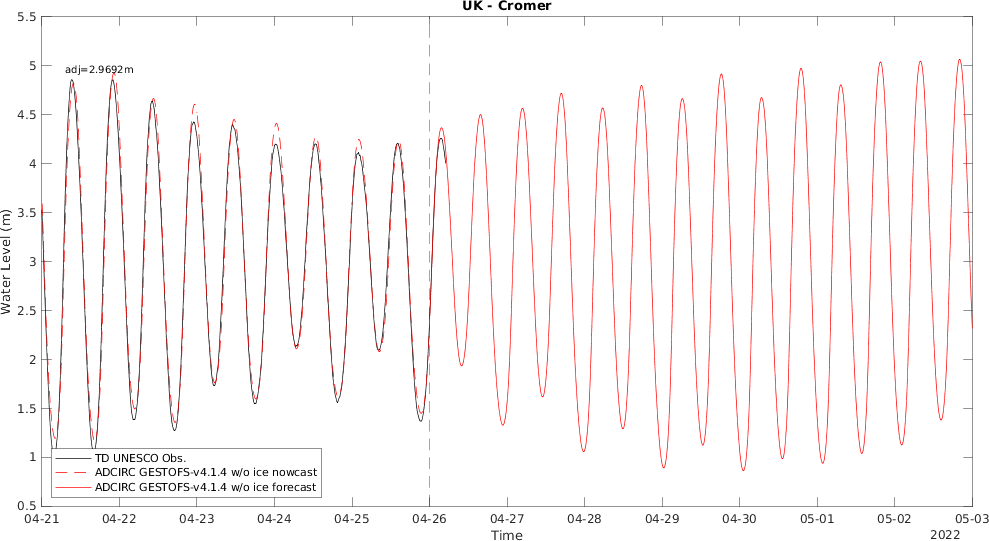 UK - Cromer
5.5
5
4.5
4
3.5
3
2.5
2
1.5
1
0.5
Water Level (m)
adj=2.9692m
TD UNESCO Obs.
ADCIRC GESTOFS-v4.1.4 w/o ice nowcast
ADCIRC GESTOFS-v4.1.4 w/o ice forecast
04-21 04-22 04-23 04-24 04-25 04-26 04-27 04-28 04-29 04-30 05-01 05-02 05-03
Time
2022